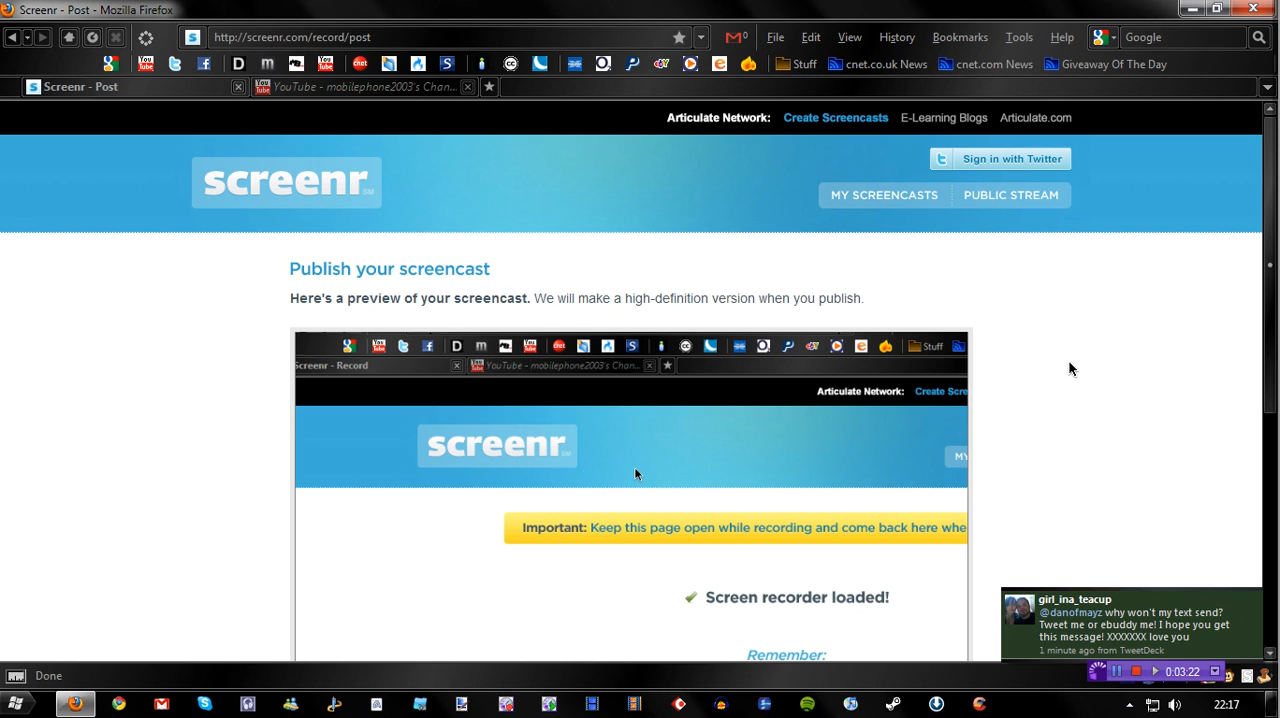 Screenr - Post - Mozilla Firefox
http://screenr.com/record/post
File Edit View History Bookmarks Tools Help
Google
Stuff cnet.co.uk News cnet.com News Giveaway Of The Day
Screenr - Post
YouTube - mobilephone2003's Chan...
Articulate Network: Create Screencasts E-Learning Blogs Articulate.com
screenr SM
Sign in with Twitter
MY SCREENCASTS PUBLIC STREAM
Publish your screencast
Here's a preview of your screencast. We will make a high-definition version when you publish.
Stuff
Screenr - Record
YouTube - mobilephone2003's Chan...
Articulate Network: Create Scre
screenr
MY
Important: Keep this page open while recording and come back here whe
Screen recorder loaded!
Remember:
girl_ina_teacup
@danofmayz why won't my text send?
Tweet me or ebuddy me! I hope you get
this message! XXXXXXX love you
1 minute ago from TweetDeck
Done
0:03:22
22:17